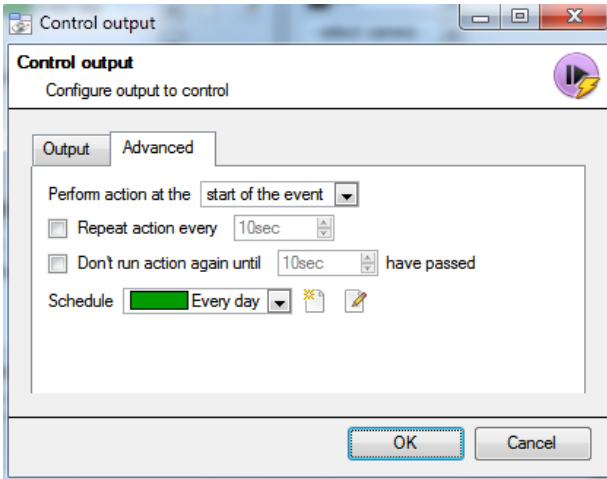 Control output
Control output
Configure output to control
Output Advanced
Perform action at the start of the event
Repeat action every 10sec
Don't run action again until 10sec have passed
Schedule Every day
OK Cancel